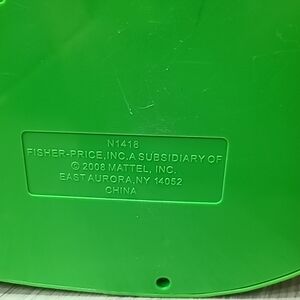 N1418
FISHER-PRICE, INC. A SUBSIDIARY OF
© 2008 MATTEL, INC.
EAST AURORA, NY 14052
CHINA